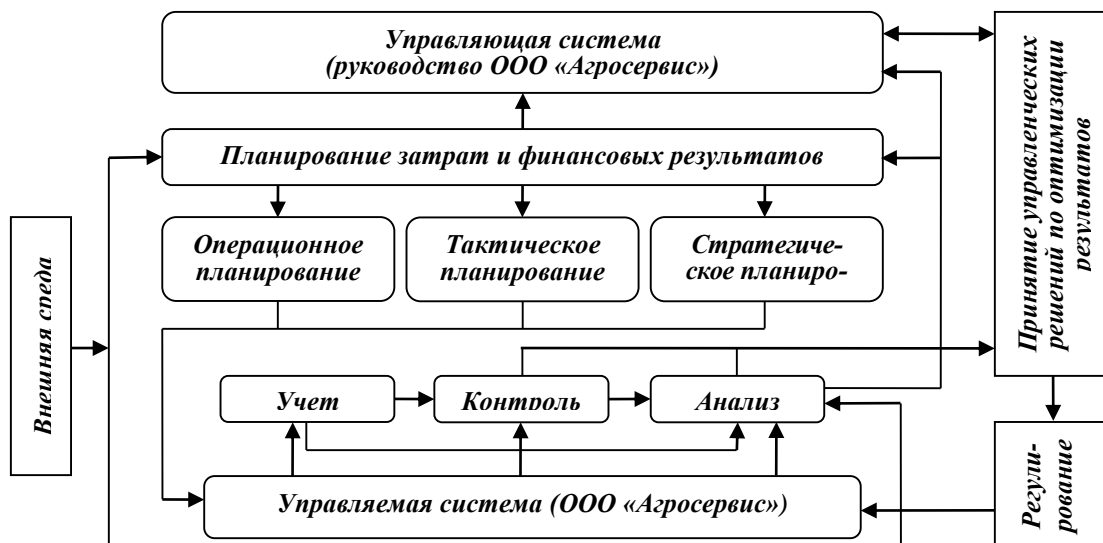 Управляющая система
(руководство ООО «Агросервис»)
Планирование затрат и финансовых результатов
Операционное
планирование
Тактическое
планирование
Стратегиче-
ское планиро-
Внешняя среда
Учет
Контроль
Анализ
Управляемая система (ООО «Агросервис»)
Принятие управленческих
решений по оптимизации
результатов
Регули-
рование